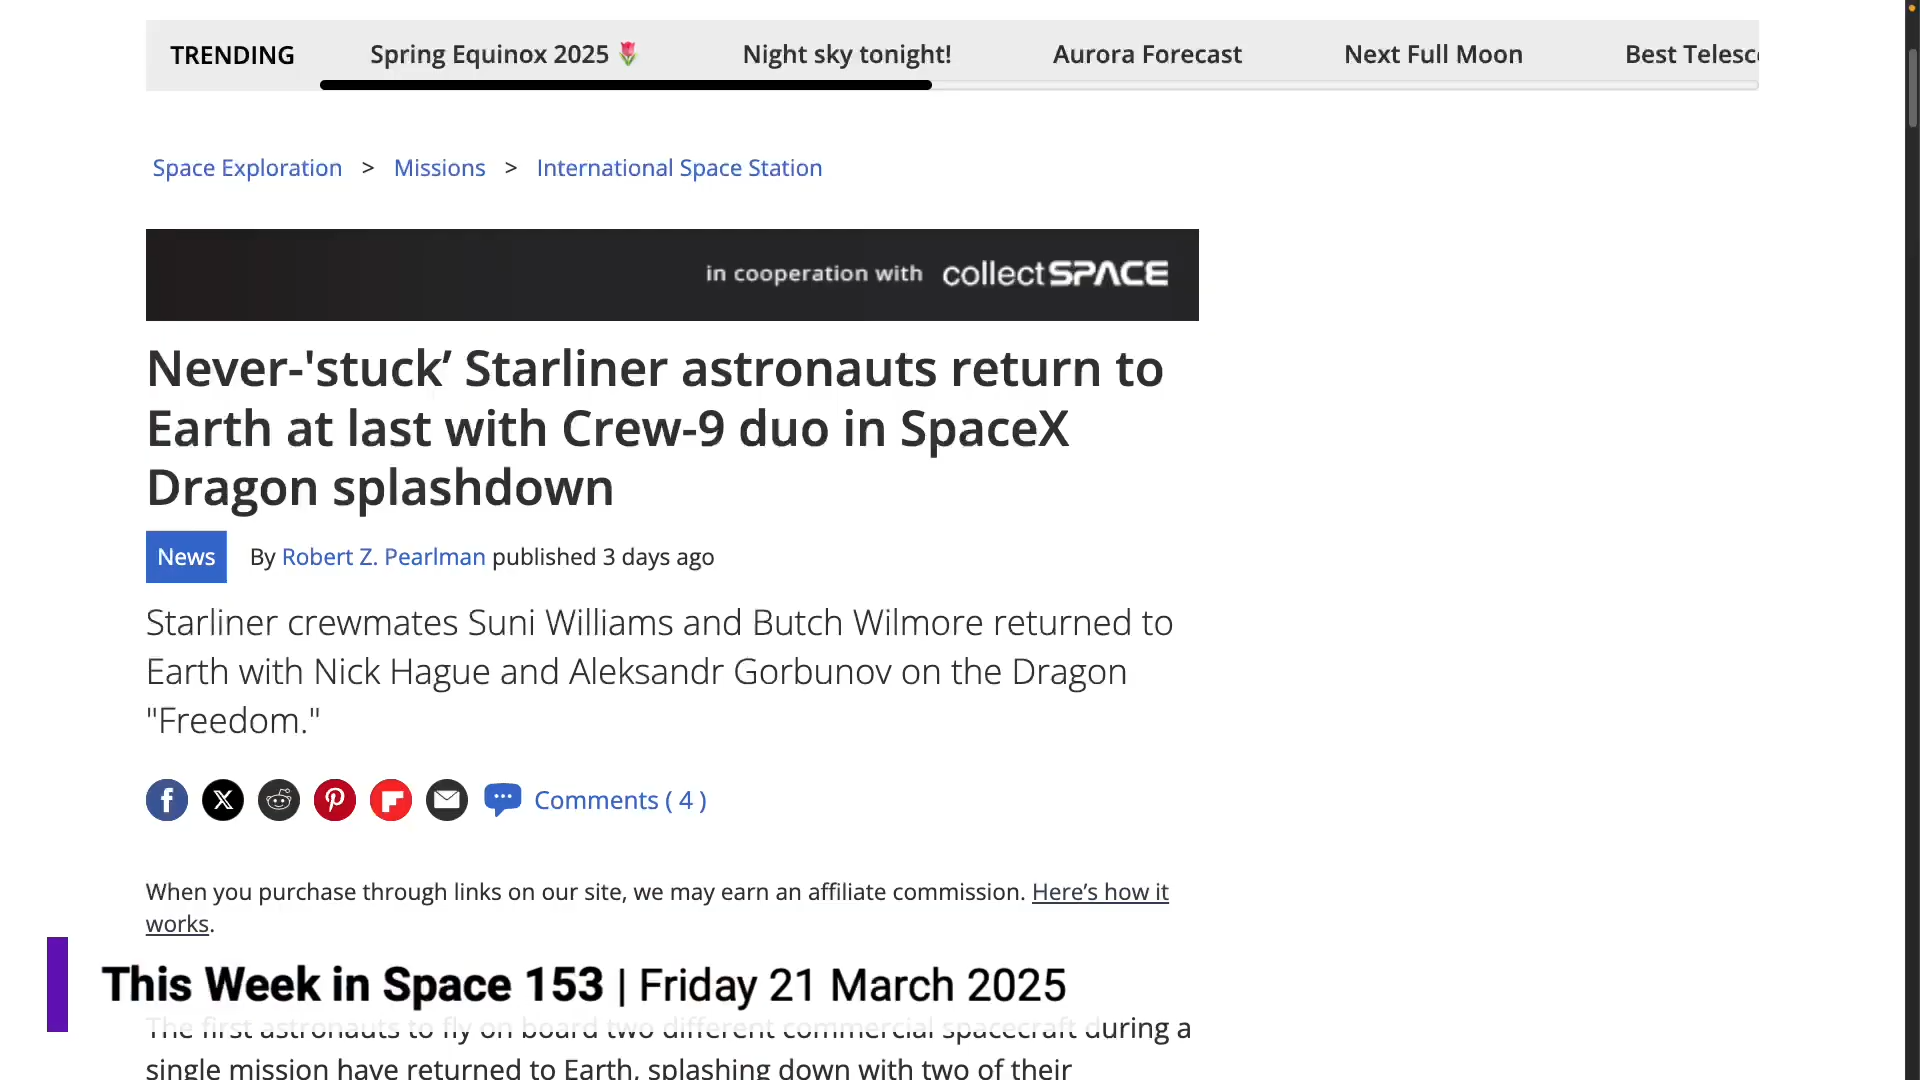 TRENDING Spring Equinox 2025 🌷 Night sky tonight! Aurora Forecast Next Full Moon Best Telesc
Space Exploration > Missions > International Space Station
in cooperation with collectSPACE
Never-'stuck’ Starliner astronauts return to
Earth at last with Crew-9 duo in SpaceX
Dragon splashdown
News By Robert Z. Pearlman published 3 days ago
Starliner crewmates Suni Williams and Butch Wilmore returned to
Earth with Nick Hague and Aleksandr Gorbunov on the Dragon
"Freedom."
Comments ( 4 )
When you purchase through links on our site, we may earn an affiliate commission. Here’s how it
works.
This Week in Space 153 | Friday 21 March 2025
The first astronauts to fly on board two different commercial spacecraft during a
single mission have returned to Earth, splashing down with two of their